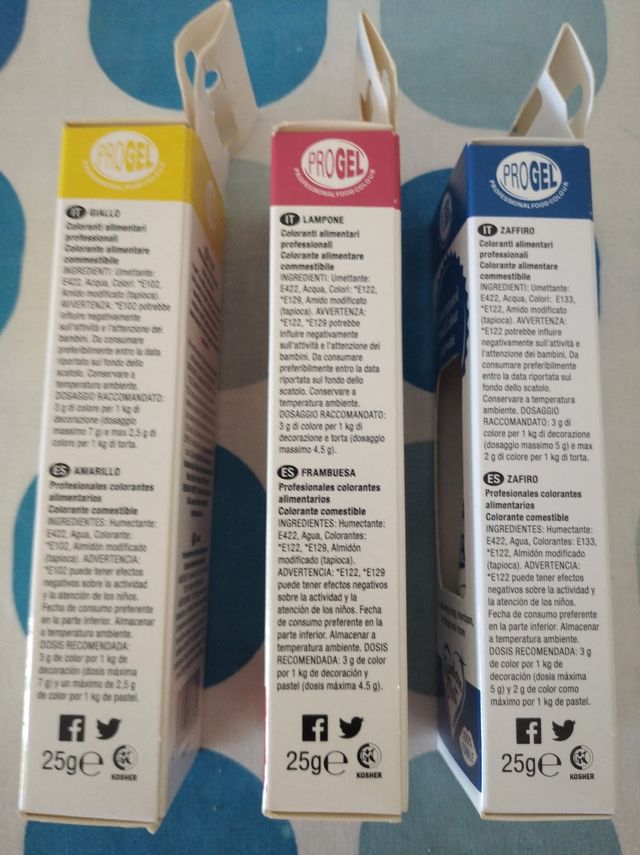 PROGEL
PROFESSIONAL FOOD COLOUR
IT GIALLO
Coloranti alimentari
professionali
Colorante alimentare
commestibile
INGREDIENTI: Umettante:
E422, Acqua, Colori: *E102,
Amido modificato (tapioca).
AVVERTENZA: *E102 potrebbe
influire negativamente
sull'attività e l'attenzione dei
bambini. Da consumare
preferibilmente entro la data
riportata sul fondo dello
scatolo. Conservare a
temperatura ambiente.
DOSAGGIO RACCOMANDATO:
3 g di colore per 1 kg di
decorazione (dosaggio
massimo 7 g) e max 2,5 g di
colore per 1 kg di torta.
ES AMARILLO
Profesionales colorantes
alimentarios
Colorante comestible
INGREDIENTES: Humectante:
E422, Agua, Colorante:
*E102, Almidón modificado
(tapioca). ADVERTENCIA:
*E102 puede tener efectos
negativos sobre la actividad
y la atención de los niños.
Fecha de consumo preferente
en la parte inferior. Almacenar
a temperatura ambiente.
DOSIS RECOMENDADA:
3 g de color por 1 kg de
decoración (dosis máxima
7 g) y un máximo de 2,5 g
de color por 1 kg de pastel.
25g℮
KOSHER
PROGEL
PROFESSIONAL FOOD COLOUR
IT LAMPONE
Coloranti alimentari
professionali
Colorante alimentare
commestibile
INGREDIENTI: Umettante:
E422, Acqua, Colori: *E122,
*E129, Amido modificato
(tapioca). AVVERTENZA:
*E122, *E129 potrebbe
influire negativamente
sull'attività e l'attenzione dei
bambini. Da consumare
preferibilmente entro la data
riportata sul fondo dello
scatolo. Conservare a
temperatura ambiente.
DOSAGGIO RACCOMANDATO:
3 g di colore per 1 kg di
decorazione e torta (dosaggio
massimo 4.5 g).
ES FRAMBUESA
Profesionales colorantes
alimentarios
Colorante comestible
INGREDIENTES: Humectante:
E422, Agua, Colorantes:
*E122, *E129, Almidón
modificado (tapioca).
ADVERTENCIA: *E122, *E129
puede tener efectos negativos
sobre la actividad y la
atención de los niños. Fecha
de consumo preferente en la
parte inferior. Almacenar a
temperatura ambiente. DOSIS
RECOMENDADA: 3 g de color
por 1 kg de decoración y
pastel (dosis máxima 4.5 g).
25g℮
KOSHER
PROGEL
PROFESSIONAL FOOD COLOUR
IT ZAFFIRO
Coloranti alimentari
professionali
Colorante alimentare
commestibile
INGREDIENTI: Umettante:
E422, Acqua, Colori: E133,
*E122, Amido modificato
(tapioca). AVVERTENZA:
*E122 potrebbe influire
negativamente sull'attività e
l'attenzione dei bambini. Da
consumare preferibilmente
entro la data riportata sul
fondo dello scatolo.
Conservare a temperatura
ambiente. DOSAGGIO
RACCOMANDATO: 3 g di
colore per 1 kg di decorazione
(dosaggio massimo 5 g) e max
2 g di colore per 1 kg di torta.
ES ZAFIRO
Profesionales colorantes
alimentarios
Colorante comestible
INGREDIENTES: Humectante:
E422, Agua, Colorantes: E133,
*E122, Almidón modificado
(tapioca). ADVERTENCIA:
*E122 puede tener efectos
negativos sobre la actividad y
la atención de los niños.
Fecha de consumo preferente
en la parte inferior. Almacenar
a temperatura ambiente.
DOSIS RECOMENDADA: 3 g
de color por 1 kg de
decoración (dosis máxima
5 g) y 2 g de color como
máximo por 1 kg de pastel.
25g℮
KOSHER